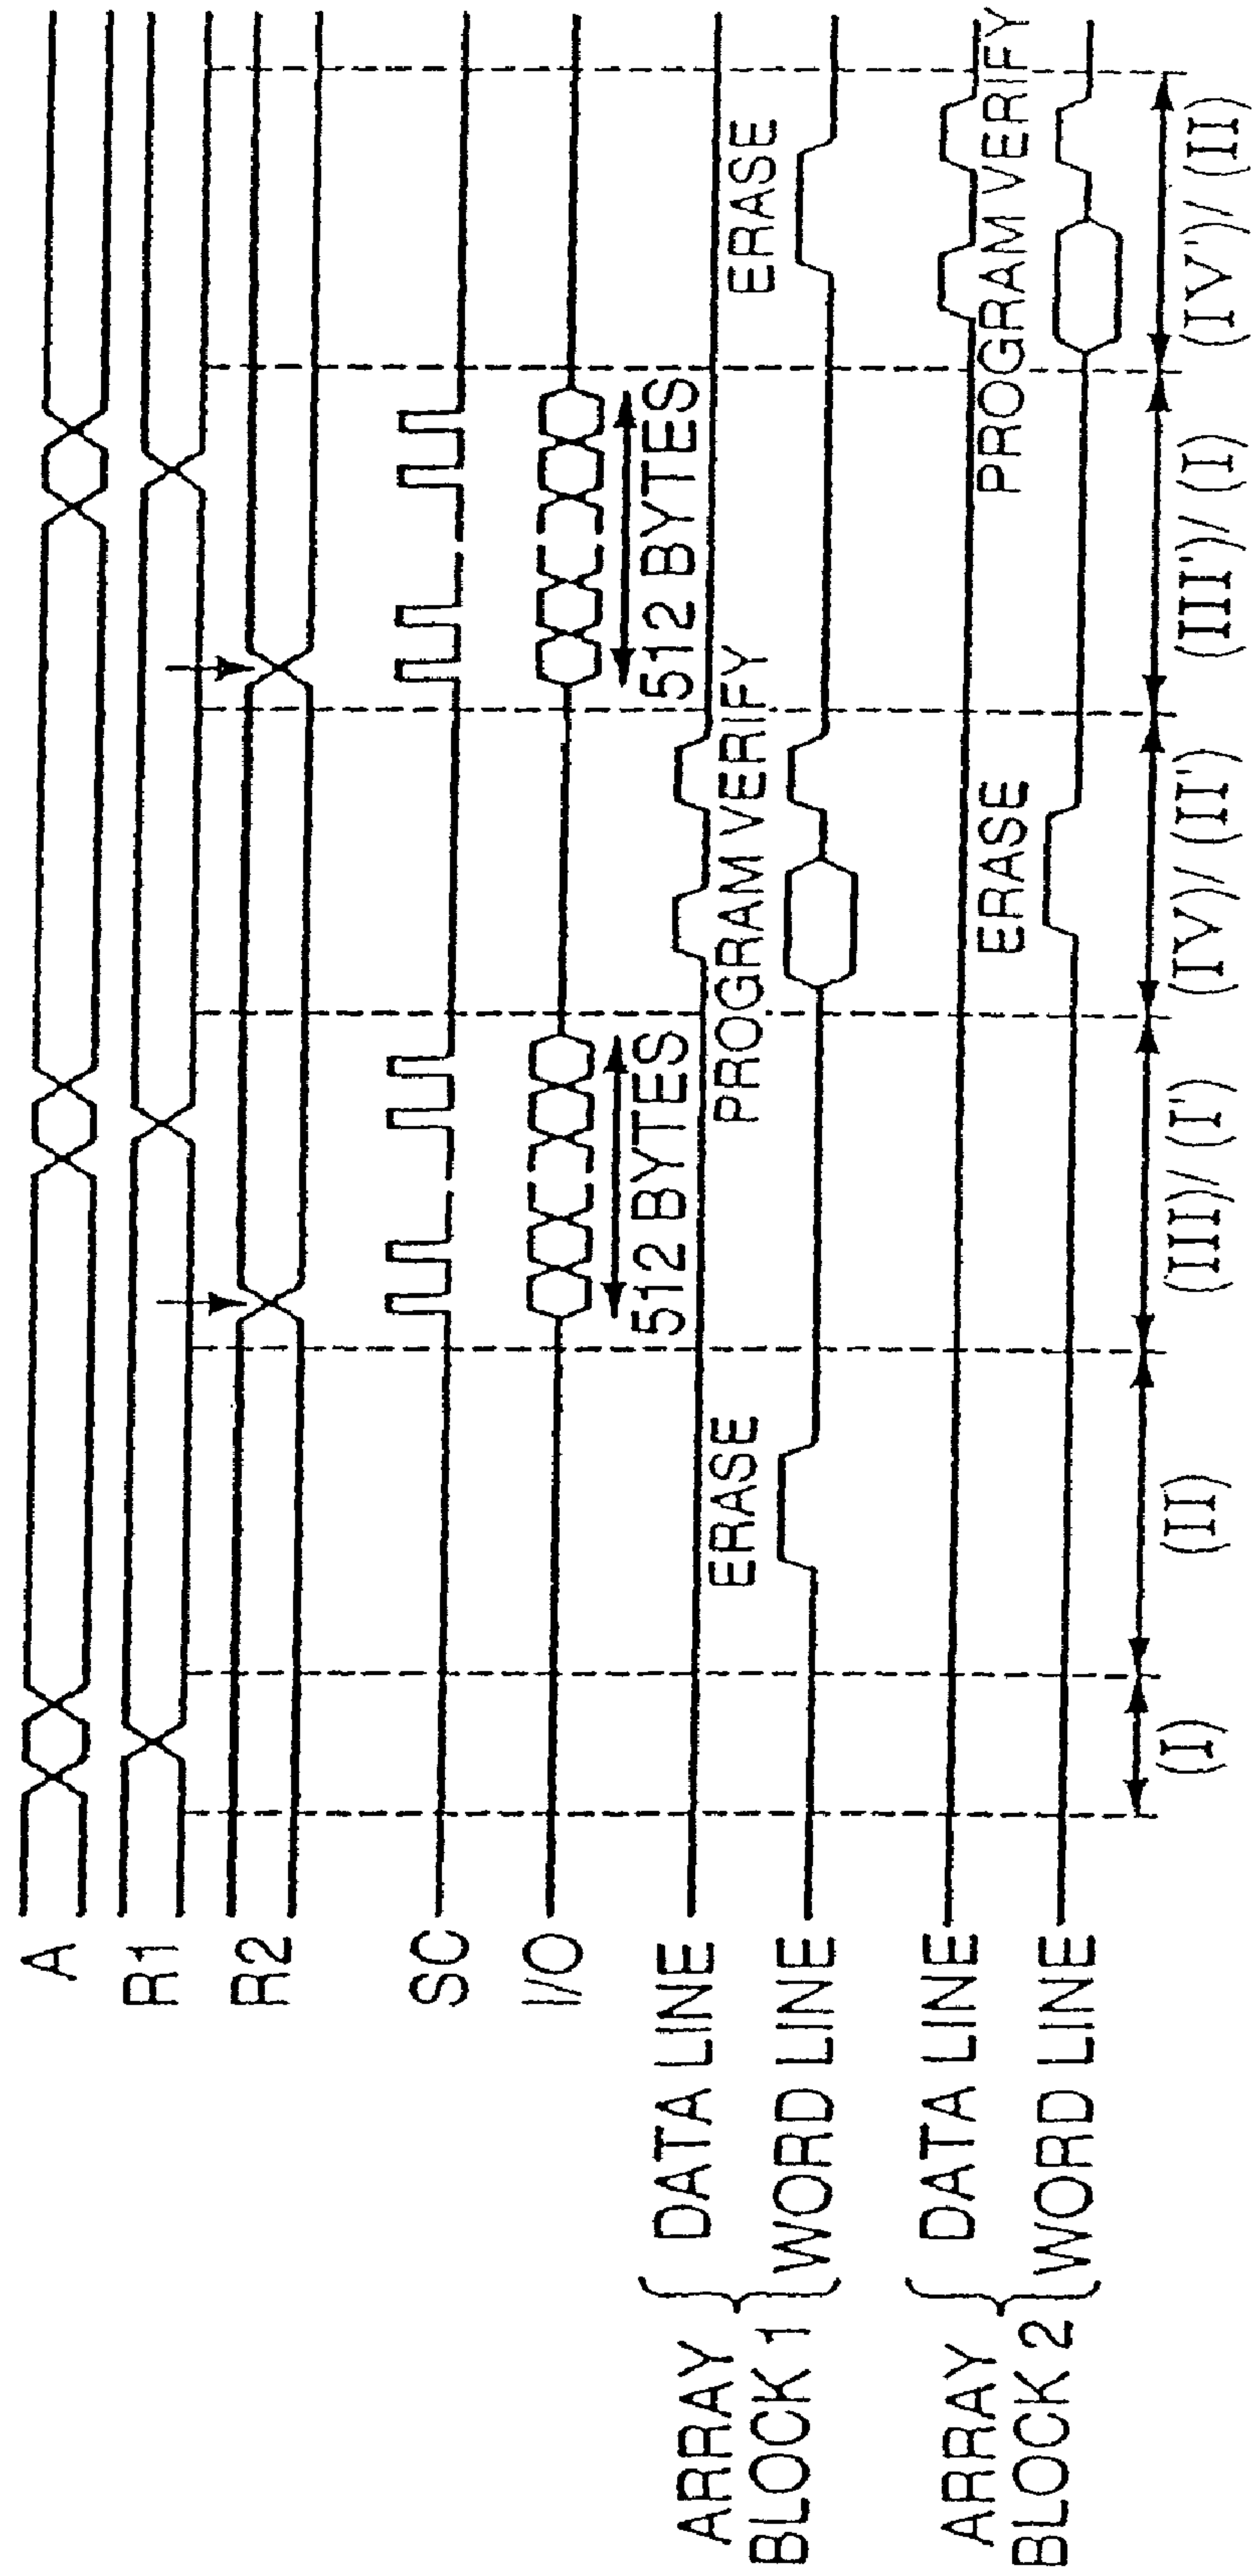 A
R1
R2
SC
I/O
512 BYTES
512 BYTES
ARRAY
BLOCK 1
DATA LINE
WORD LINE
ERASE
PROGRAM VERIFY
ERASE
ARRAY
BLOCK 2
DATA LINE
WORD LINE
ERASE
PROGRAM VERIFY
(I)
(II)
(III)/ (I')
(IV)/ (II')
(III')/ (I)
(IV')/ (II)